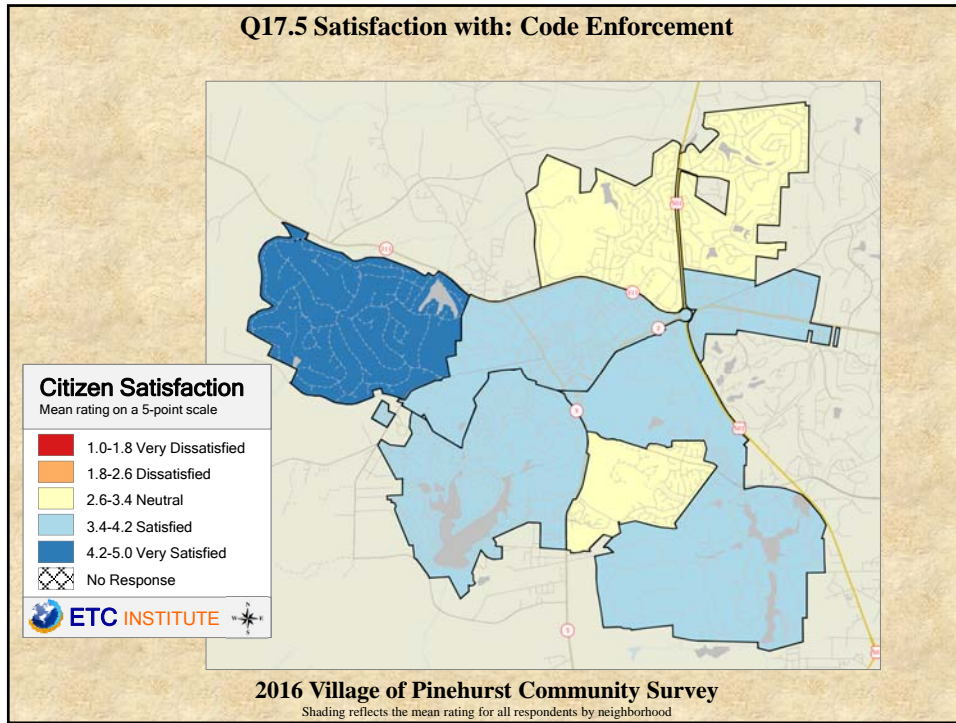 Q17.5 Satisfaction with: Code Enforcement
Citizen Satisfaction
Mean rating on a 5-point scale
1.0-1.8 Very Dissatisfied
1.8-2.6 Dissatisfied
2.6-3.4 Neutral
3.4-4.2 Satisfied
4.2-5.0 Very Satisfied
No Response
ETC INSTITUTE
N
W E
S
2016 Village of Pinehurst Community Survey
Shading reflects the mean rating for all respondents by neighborhood